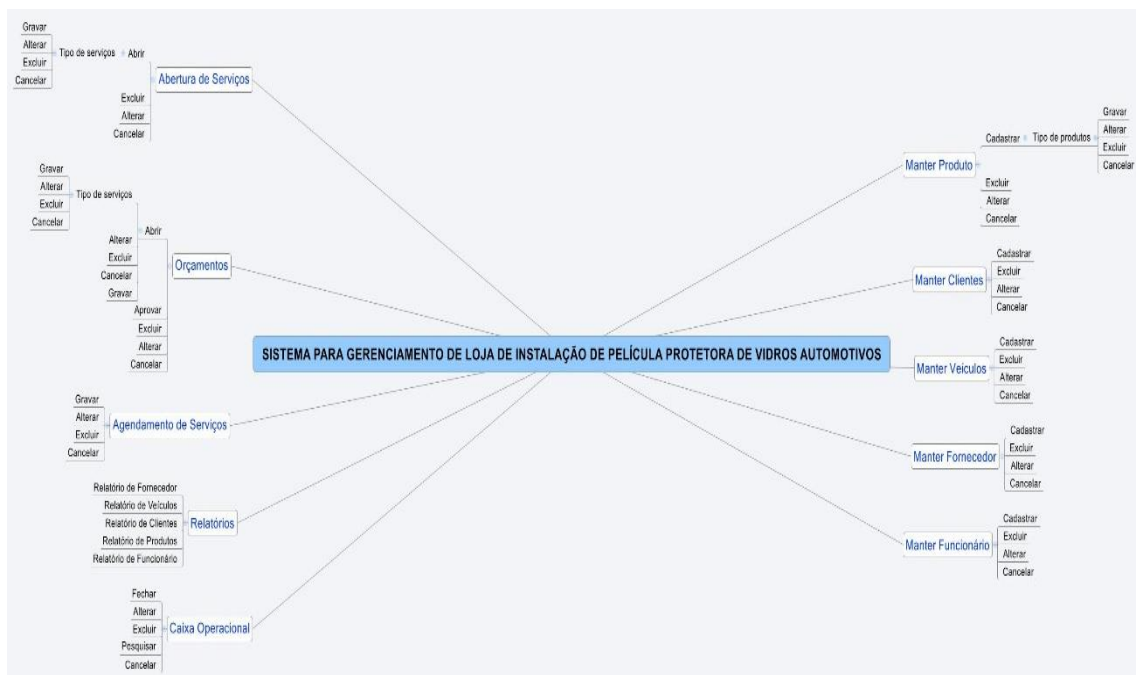 Gravar
Alterar
Excluir
Cancelar
Tipo de serviços
Abrir
Excluir
Alterar
Cancelar
Abertura de Serviços
Gravar
Alterar
Excluir
Cancelar
Tipo de serviços
Abrir
Alterar
Excluir
Cancelar
Gravar
Aprovar
Excluir
Alterar
Cancelar
Orçamentos
SISTEMA PARA GERENCIAMENTO DE LOJA DE INSTALAÇÃO DE PELÍCULA PROTETORA DE VIDROS AUTOMOTIVOS
Gravar
Alterar
Excluir
Cancelar
Agendamento de Serviços
Relatório de Fornecedor
Relatório de Veículos
Relatório de Clientes
Relatório de Produtos
Relatório de Funcionário
Relatórios
Fechar
Alterar
Excluir
Pesquisar
Cancelar
Caixa Operacional
Manter Produto
Cadastrar
Tipo de produtos
Gravar
Alterar
Excluir
Cancelar
Excluir
Alterar
Cancelar
Manter Clientes
Cadastrar
Excluir
Alterar
Cancelar
Manter Veículos
Cadastrar
Excluir
Alterar
Cancelar
Manter Fornecedor
Cadastrar
Excluir
Alterar
Cancelar
Manter Funcionário
Cadastrar
Excluir
Alterar
Cancelar